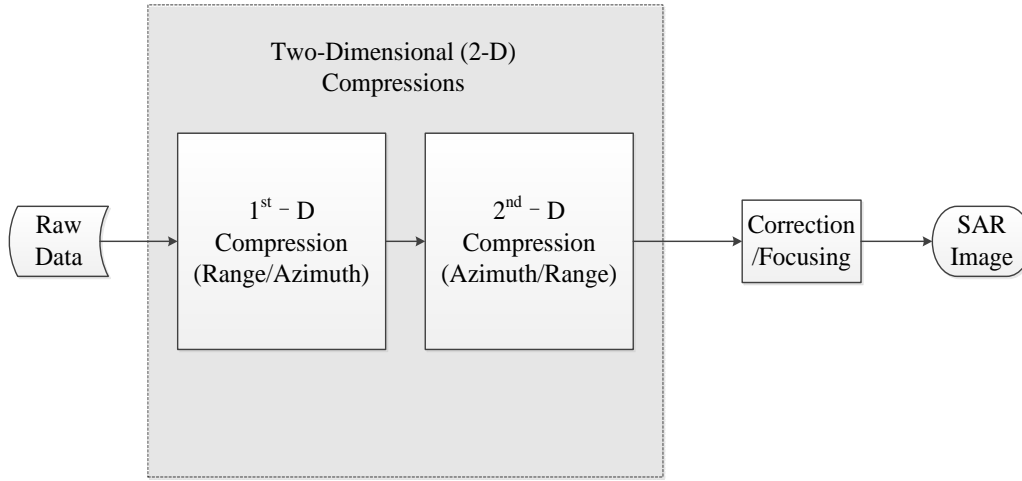 Two-Dimensional (2-D)
Compressions
Raw
Data
1st - D
Compression
(Range/Azimuth)
2nd - D
Compression
(Azimuth/Range)
Correction
/Focusing
SAR
Image